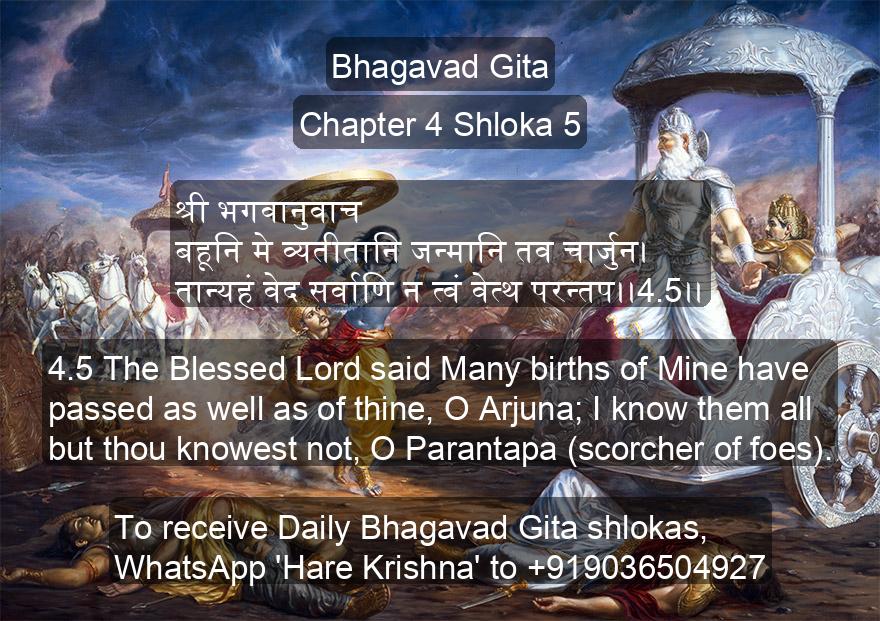 Bhagavad Gita
Chapter 4 Shloka 5
श्री भगवानुवाच
बहूनि मे व्यतीतानि जन्मानि तव चार्जुन।
तान्यहं वेद सर्वाणि न त्वं वेत्थ परन्तप।।4.5।।
4.5 The Blessed Lord said Many births of Mine have
passed as well as of thine, O Arjuna; I know them all
but thou knowest not, O Parantapa (scorcher of foes).
To receive Daily Bhagavad Gita shlokas,
WhatsApp 'Hare Krishna' to +919036504927